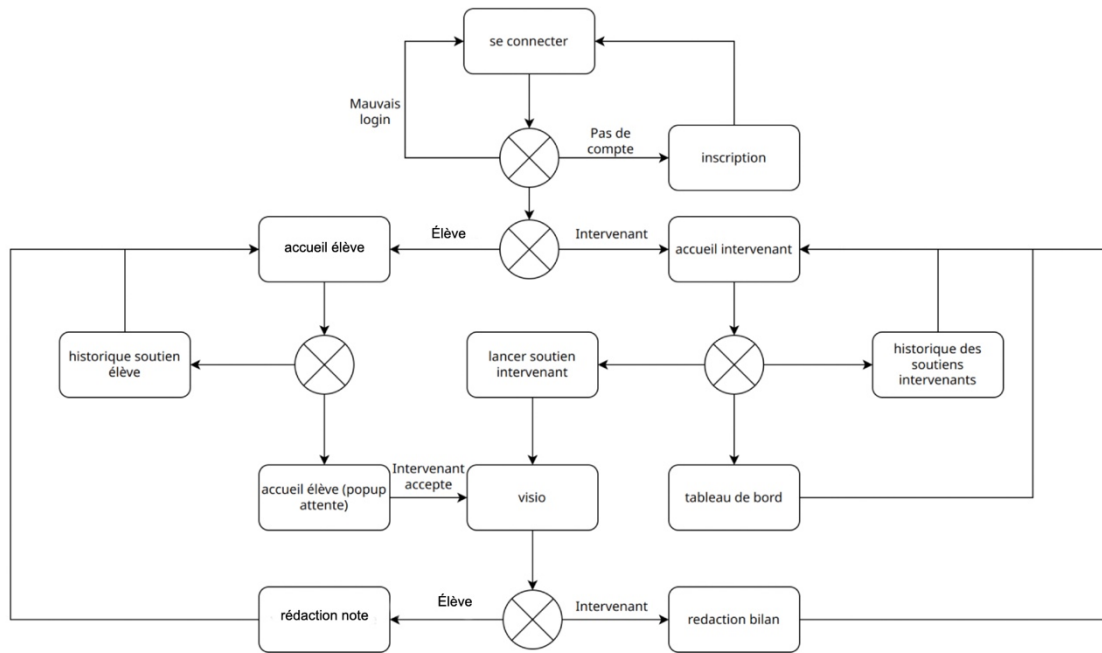 se connecter
Mauvais
login
Pas de
compte
inscription
accueil élève
Élève
Intervenant
accueil intervenant
historique soutien
élève
lancer soutien
intervenant
historique des
soutiens
intervenants
accueil élève (popup
attente)
Intervenant
accepte
visio
tableau de bord
rédaction note
Élève
Intervenant
redaction bilan